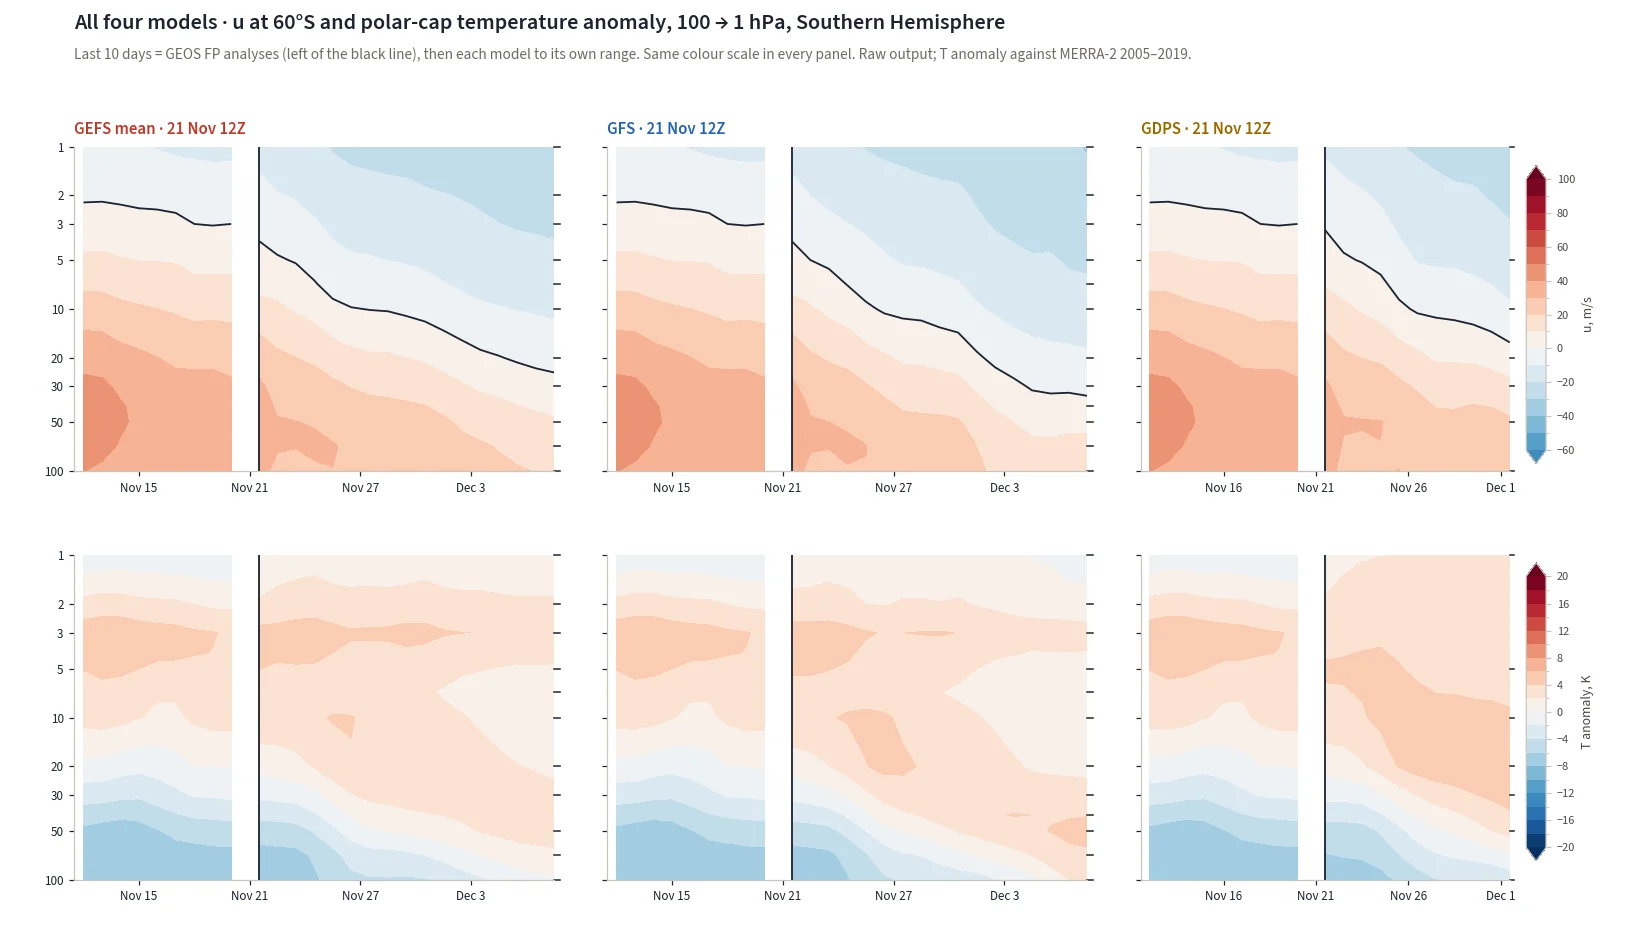 All four models · u at 60°S and polar-cap temperature anomaly, 100 → 1 hPa, Southern Hemisphere
Last 10 days = GEOS FP analyses (left of the black line), then each model to its own range. Same colour scale in every panel. Raw output; T anomaly against MERRA-2 2005–2019.
GEFS mean · 21 Nov 12Z
GFS · 21 Nov 12Z
GDPS · 21 Nov 12Z
1
2
3
5
10
20
30
50
100
Nov 15
Nov 21
Nov 27
Dec 3
Nov 15
Nov 21
Nov 27
Dec 3
Nov 16
Nov 21
Nov 26
Dec 1
100
80
60
40
20
0
−20
−40
−60
u, m/s
1
2
3
5
10
20
30
50
100
Nov 15
Nov 21
Nov 27
Dec 3
Nov 15
Nov 21
Nov 27
Dec 3
Nov 16
Nov 21
Nov 26
Dec 1
20
16
12
8
4
0
−4
−8
−12
−16
−20
T anomaly, K